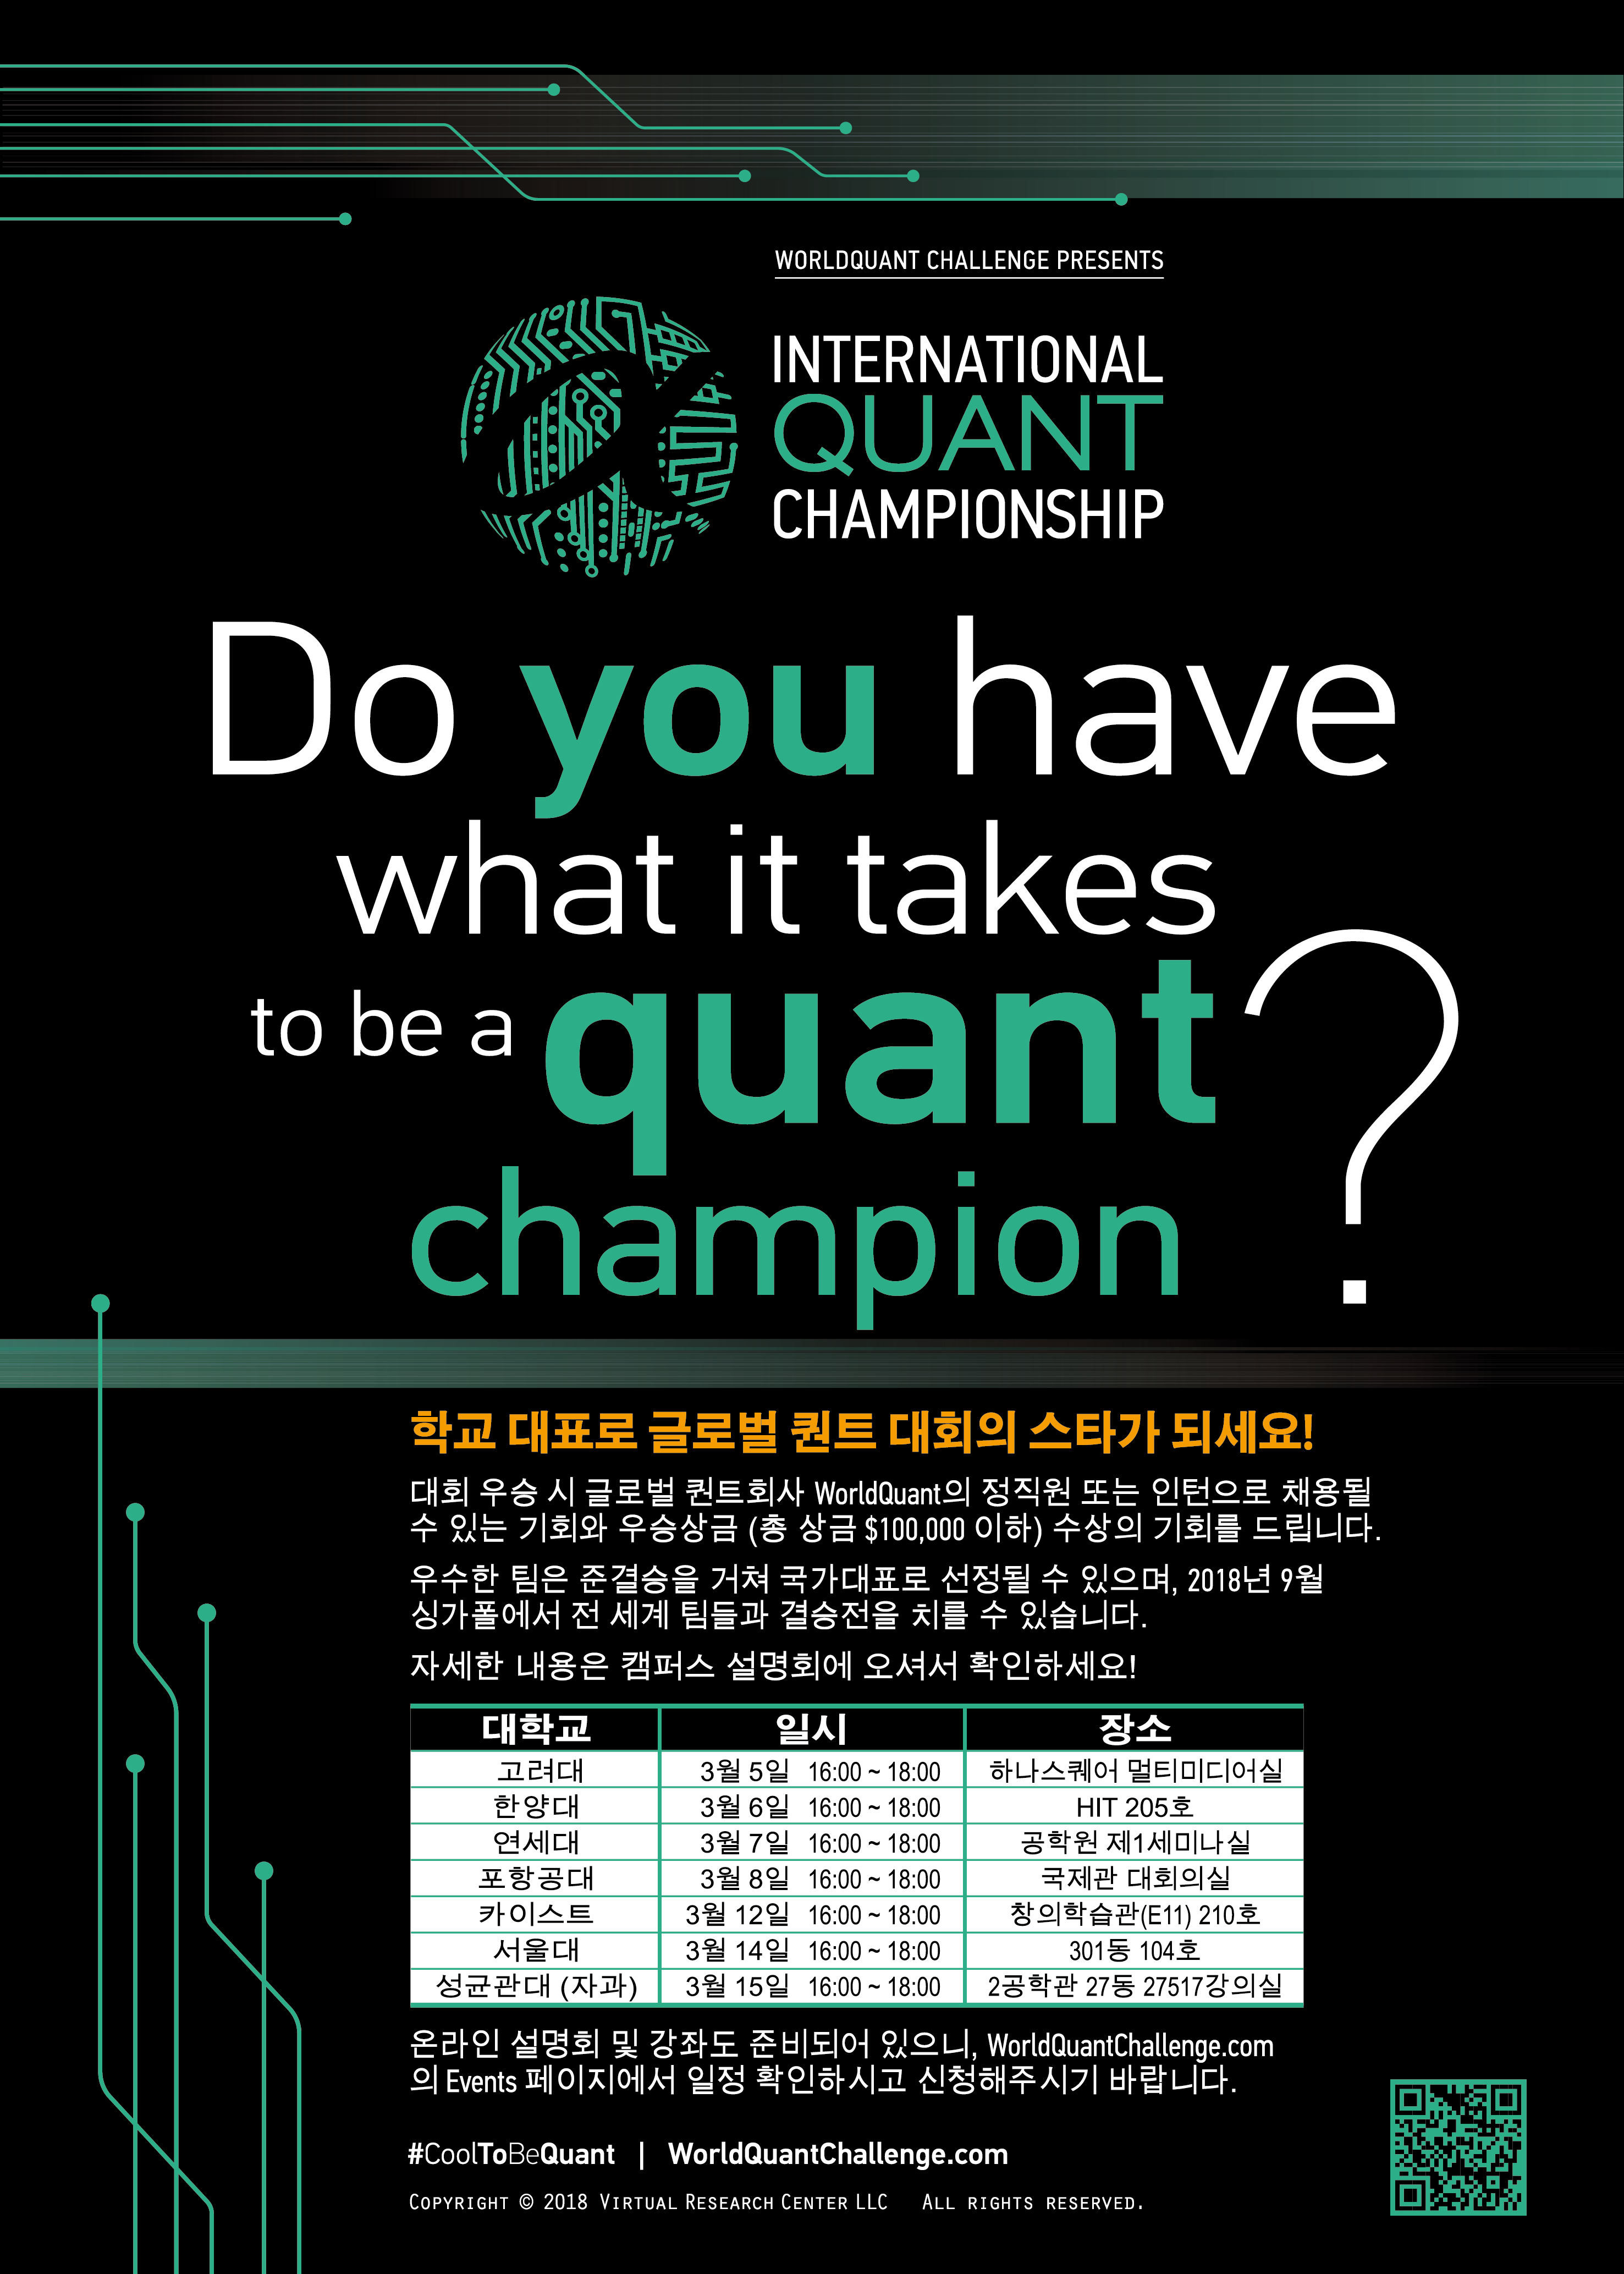 WORLDQUANT CHALLENGE PRESENTS
INTERNATIONAL
QUANT
CHAMPIONSHIP
Do you have
what it takes
to be a quant
champion?
학교 대표로 글로벌 퀀트 대회의 스타가 되세요!
대회 우승 시 글로벌 퀀트회사 WorldQuant의 정직원 또는 인턴으로 채용될
수 있는 기회와 우승상금 (총 상금 $100,000 이하) 수상의 기회를 드립니다.
우수한 팀은 준결승을 거쳐 국가대표로 선정될 수 있으며, 2018년 9월
싱가폴에서 전 세계 팀들과 결승전을 치를 수 있습니다.
자세한 내용은 캠퍼스 설명회에 오셔서 확인하세요!
대학교 일시 장소
고려대 3월 5일 16:00 ~ 18:00 하나스퀘어 멀티미디어실
한양대 3월 6일 16:00 ~ 18:00 HIT 205호
연세대 3월 7일 16:00 ~ 18:00 공학원 제1세미나실
포항공대 3월 8일 16:00 ~ 18:00 국제관 대회의실
카이스트 3월 12일 16:00 ~ 18:00 창의학습관(E11) 210호
서울대 3월 14일 16:00 ~ 18:00 301동 104호
성균관대 (자과) 3월 15일 16:00 ~ 18:00 2공학관 27동 27517강의실
온라인 설명회 및 강좌도 준비되어 있으니, WorldQuantChallenge.com
의 Events 페이지에서 일정 확인하시고 신청해주시기 바랍니다.
#CoolToBeQuant | WorldQuantChallenge.com
COPYRIGHT © 2018 VIRTUAL RESEARCH CENTER LLC ALL RIGHTS RESERVED.